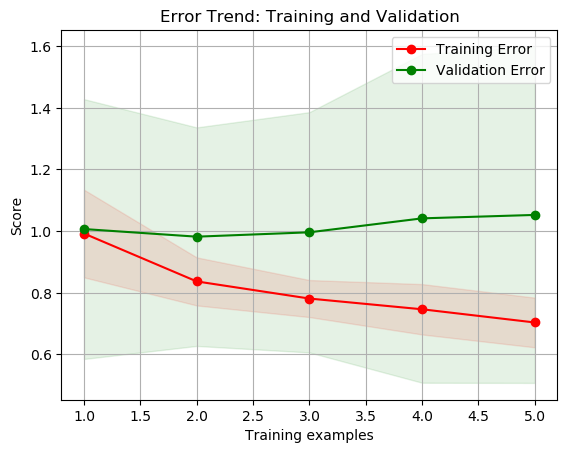 Error Trend: Training and Validation
Training Error
Validation Error
Score
1.6
1.4
1.2
1.0
0.8
0.6
1.0 1.5 2.0 2.5 3.0 3.5 4.0 4.5 5.0
Training examples